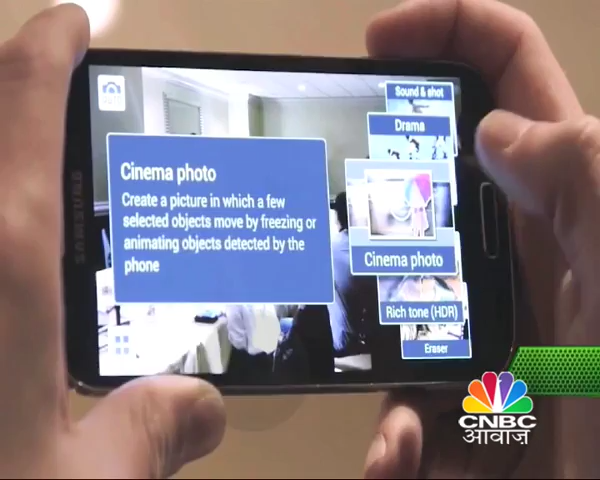 SAMSUNG
Sound & shot
Drama
Cinema photo
Create a picture in which a few
selected objects move by freezing or
animating objects detected by the
phone
Cinema photo
Rich tone (HDR)
Eraser
CNBC
आवाज़